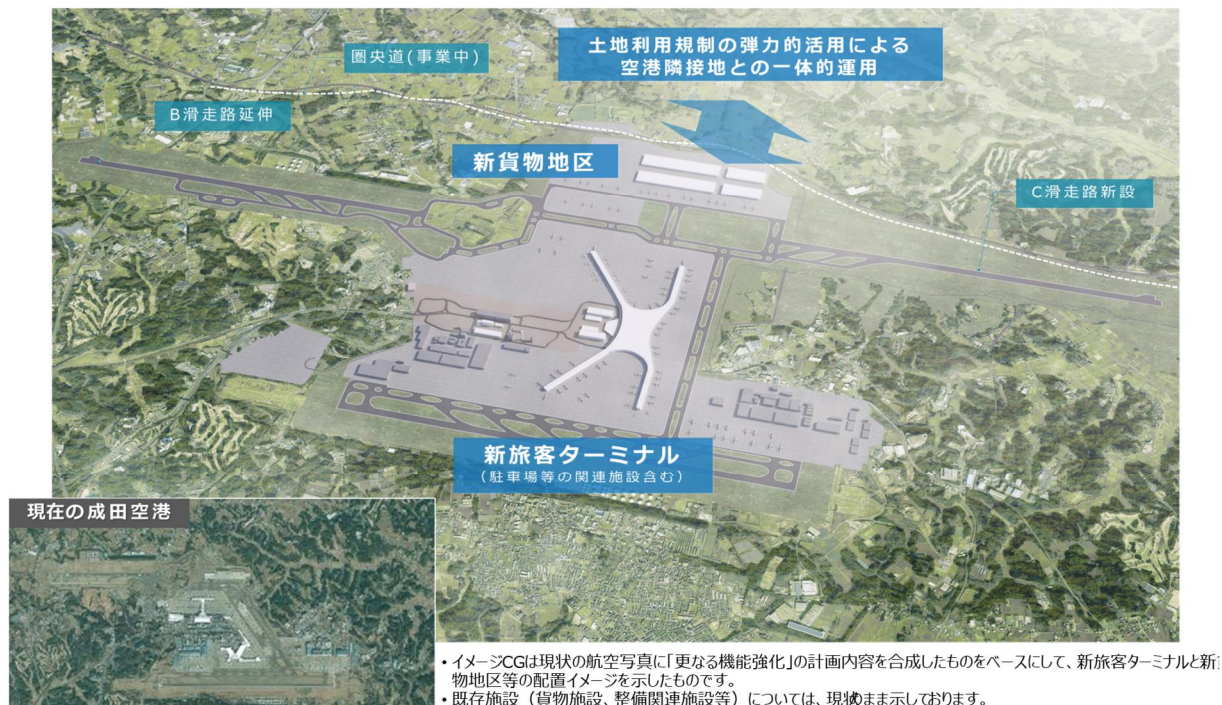 土地利用規制の弾力的活用による
空港隣接地との一体的運用
圏央道(事業中)
B滑走路延伸
新貨物地区
C滑走路新設
新旅客ターミナル
(駐車場等の関連施設含む)
現在の成田空港
・イメージCGは現状の航空写真に「更なる機能強化」の計画内容を合成したものをベースにして、新旅客ターミナルと新
物地区等の配置イメージを示したものです。
・既存施設（貨物施設、整備関連施設等）については、現状のまま示しております。